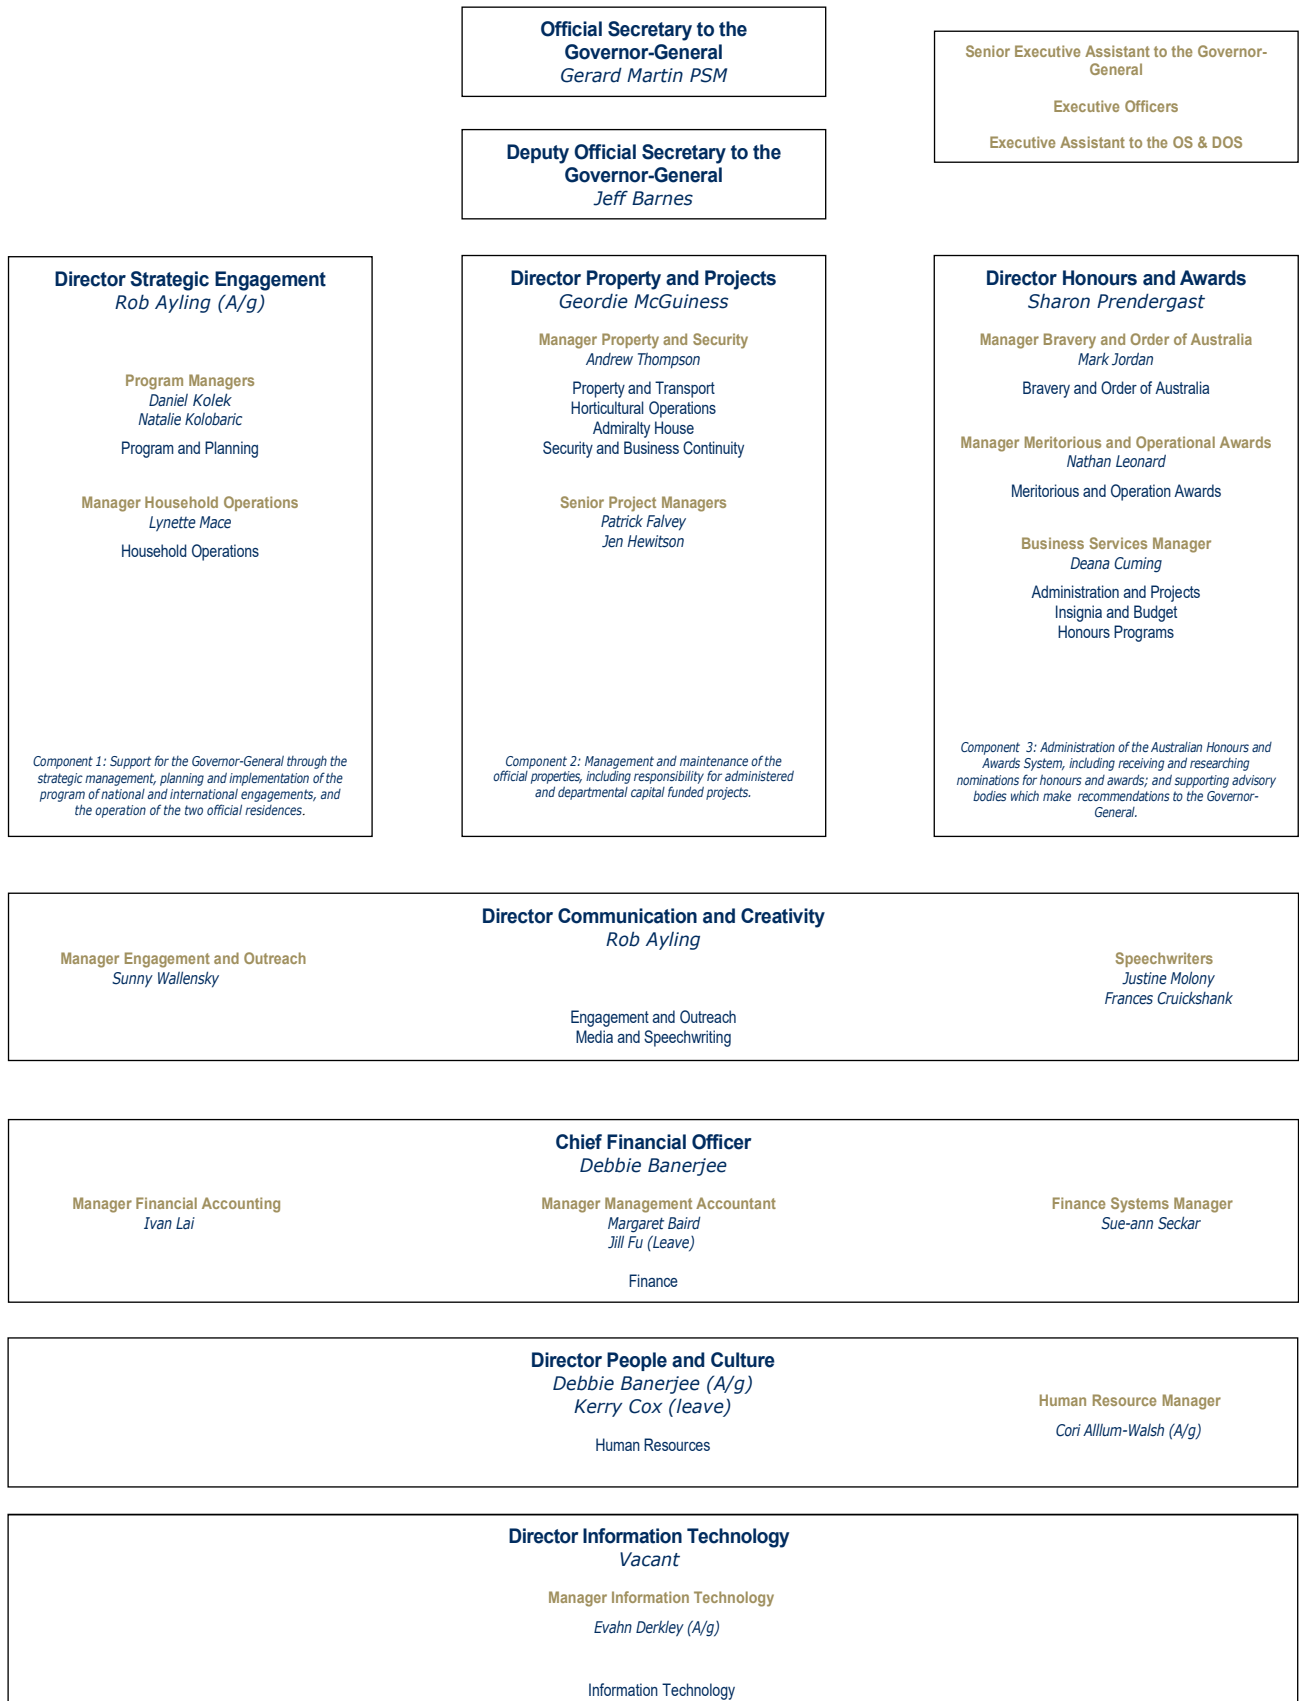 Official Secretary to the
Governor-General
Gerard Martin PSM
Senior Executive Assistant to the Governor-
General
Executive Officers
Executive Assistant to the OS & DOS
Deputy Official Secretary to the
Governor-General
Jeff Barnes
Director Strategic Engagement
Rob Ayling (A/g)
Program Managers
Daniel Kolek
Natalie Kolobaric
Program and Planning
Manager Household Operations
Lynette Mace
Household Operations
Component 1: Support for the Governor-General through the
strategic management, planning and implementation of the
program of national and international engagements, and
the operation of the two official residences.
Director Property and Projects
Geordie McGuiness
Manager Property and Security
Andrew Thompson
Property and Transport
Horticultural Operations
Admiralty House
Security and Business Continuity
Senior Project Managers
Patrick Falvey
Jen Hewitson
Component 2: Management and maintenance of the
official properties, including responsibility for administered
and departmental capital funded projects.
Director Honours and Awards
Sharon Prendergast
Manager Bravery and Order of Australia
Mark Jordan
Bravery and Order of Australia
Manager Meritorious and Operational Awards
Nathan Leonard
Meritorious and Operation Awards
Business Services Manager
Deana Cuming
Administration and Projects
Insignia and Budget
Honours Programs
Component 3: Administration of the Australian Honours and
Awards System, including receiving and researching
nominations for honours and awards; and supporting advisory
bodies which make recommendations to the Governor-
General.
Director Communication and Creativity
Rob Ayling
Manager Engagement and Outreach
Sunny Wallensky
Speechwriters
Justine Molony
Frances Cruickshank
Engagement and Outreach
Media and Speechwriting
Chief Financial Officer
Debbie Banerjee
Manager Financial Accounting
Ivan Lai
Manager Management Accountant
Margaret Baird
Jill Fu (Leave)
Finance Systems Manager
Sue-ann Seckar
Finance
Director People and Culture
Debbie Banerjee (A/g)
Kerry Cox (leave)
Human Resources
Human Resource Manager
Cori Alllum-Walsh (A/g)
Director Information Technology
Vacant
Manager Information Technology
Evahn Derkley (A/g)
Information Technology